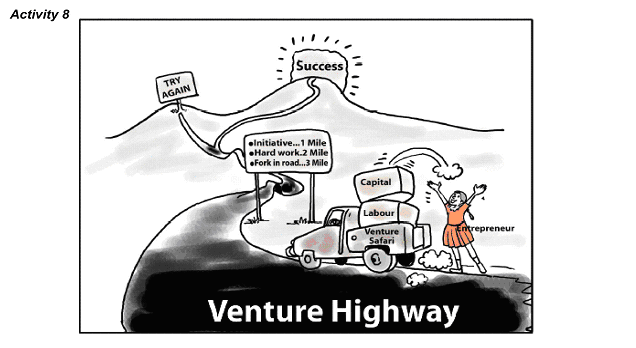 Activity 8
Success
TRY
AGAIN
•Initiative...1 Mile
•Hard work.2 Mile
•Fork in road...3 Mile
Capital
Labour
Venture
Safari
Entrepreneur
Venture Highway